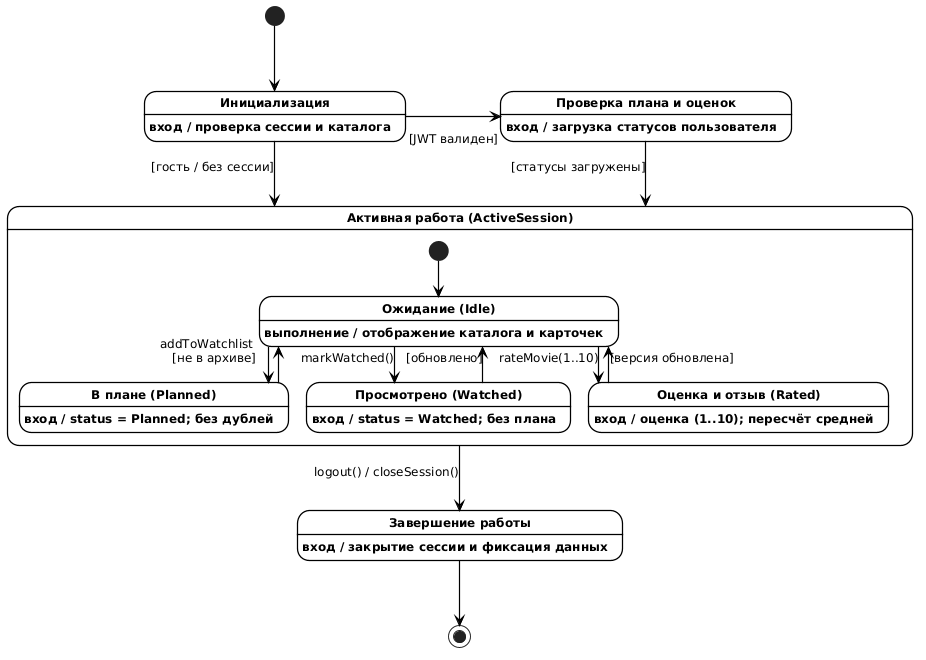 Инициализация
вход / проверка сессии и каталога
Проверка плана и оценок
вход / загрузка статусов пользователя
[JWT валиден]
[гость / без сессии]
[статусы загружены]
Активная работа (ActiveSession)
Ожидание (Idle)
выполнение / отображение каталога и карточек
addToWatchlist
[не в архиве]
markWatched()
[обновлено]
rateMovie(1..10)
[версия обновлена]
В плане (Planned)
вход / status = Planned; без дублей
Просмотрено (Watched)
вход / status = Watched; без плана
Оценка и отзыв (Rated)
вход / оценка (1..10); пересчёт средней
logout() / closeSession()
Завершение работы
вход / закрытие сессии и фиксация данных